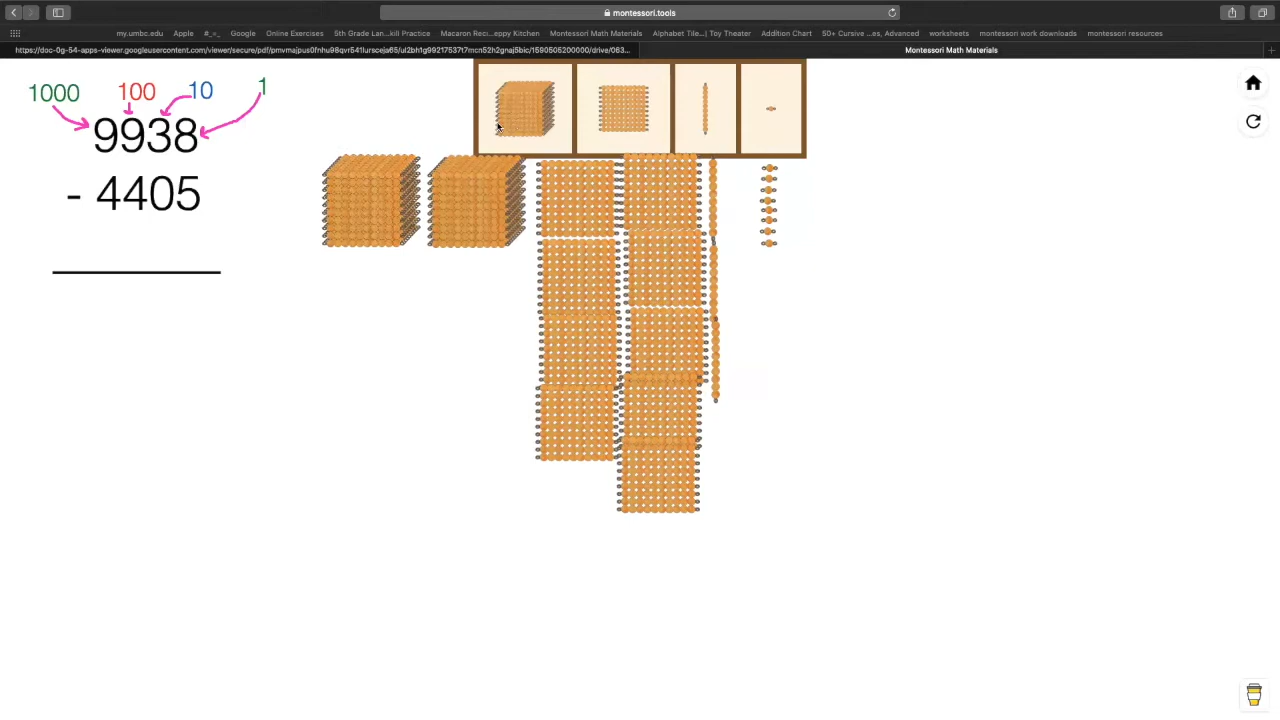 montessori.tools
my.umbc.edu Apple #_=_ Google Online Exercises 5th Grade Lan...kill Practice Macaron Reci...eppy Kitchen Montessori Math Materials Alphabet Tile...| Toy Theater Addition Chart 50+ Cursive ...es, Advanced worksheets montessori work downloads montessori resources
Montessori Math Materials
1000 100 10 1
9938
- 4405